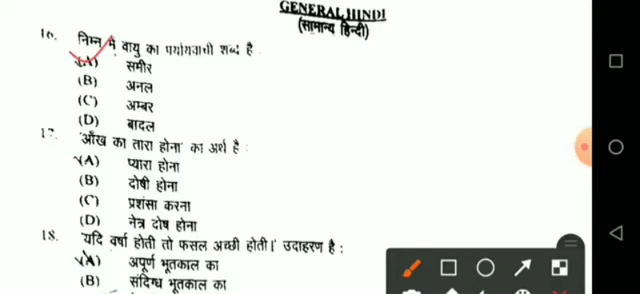 GENERAL HINDI
(सामान्य हिन्दी)
16. निम्न में वायु का पर्यायवाची शब्द है
(A) समीर
(B) अनल
(C) अम्बर
(D) बादल
17. 'आँख का तारा होना' का अर्थ है :
(A) प्यारा होना
(B) दोषी होना
(C) प्रशंसा करना
(D) नेत्र दोष होना
18. 'यदि वर्षा होती तो फसल अच्छी होती।' उदाहरण है :
(A) अपूर्ण भूतकाल का
(B) संदिग्ध भूतकाल का